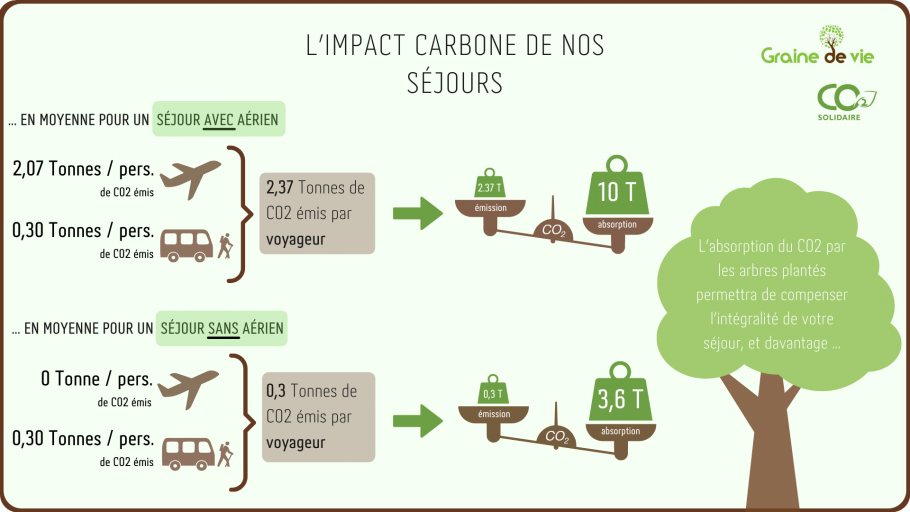 L'IMPACT CARBONE DE NOS
SÉJOURS
Graine de vie
CO2
SOLIDAIRE
... EN MOYENNE POUR UN SÉJOUR AVEC AÉRIEN
2,07 Tonnes / pers.
de CO2 émis
0,30 Tonnes / pers.
de CO2 émis
2,37 Tonnes de
CO2 émis par
voyageur
2.37 T
émission
CO2
10 T
absorption
... EN MOYENNE POUR UN SÉJOUR SANS AÉRIEN
0 Tonne / pers.
de CO2 émis
0,30 Tonnes / pers.
de CO2 émis
0,3 Tonnes de
CO2 émis par
voyageur
0,3 T
émission
CO2
3,6 T
absorption
L'absorption du CO2 par
les arbres plantés
permettra de compenser
l'intégralité de votre
séjour, et davantage ...